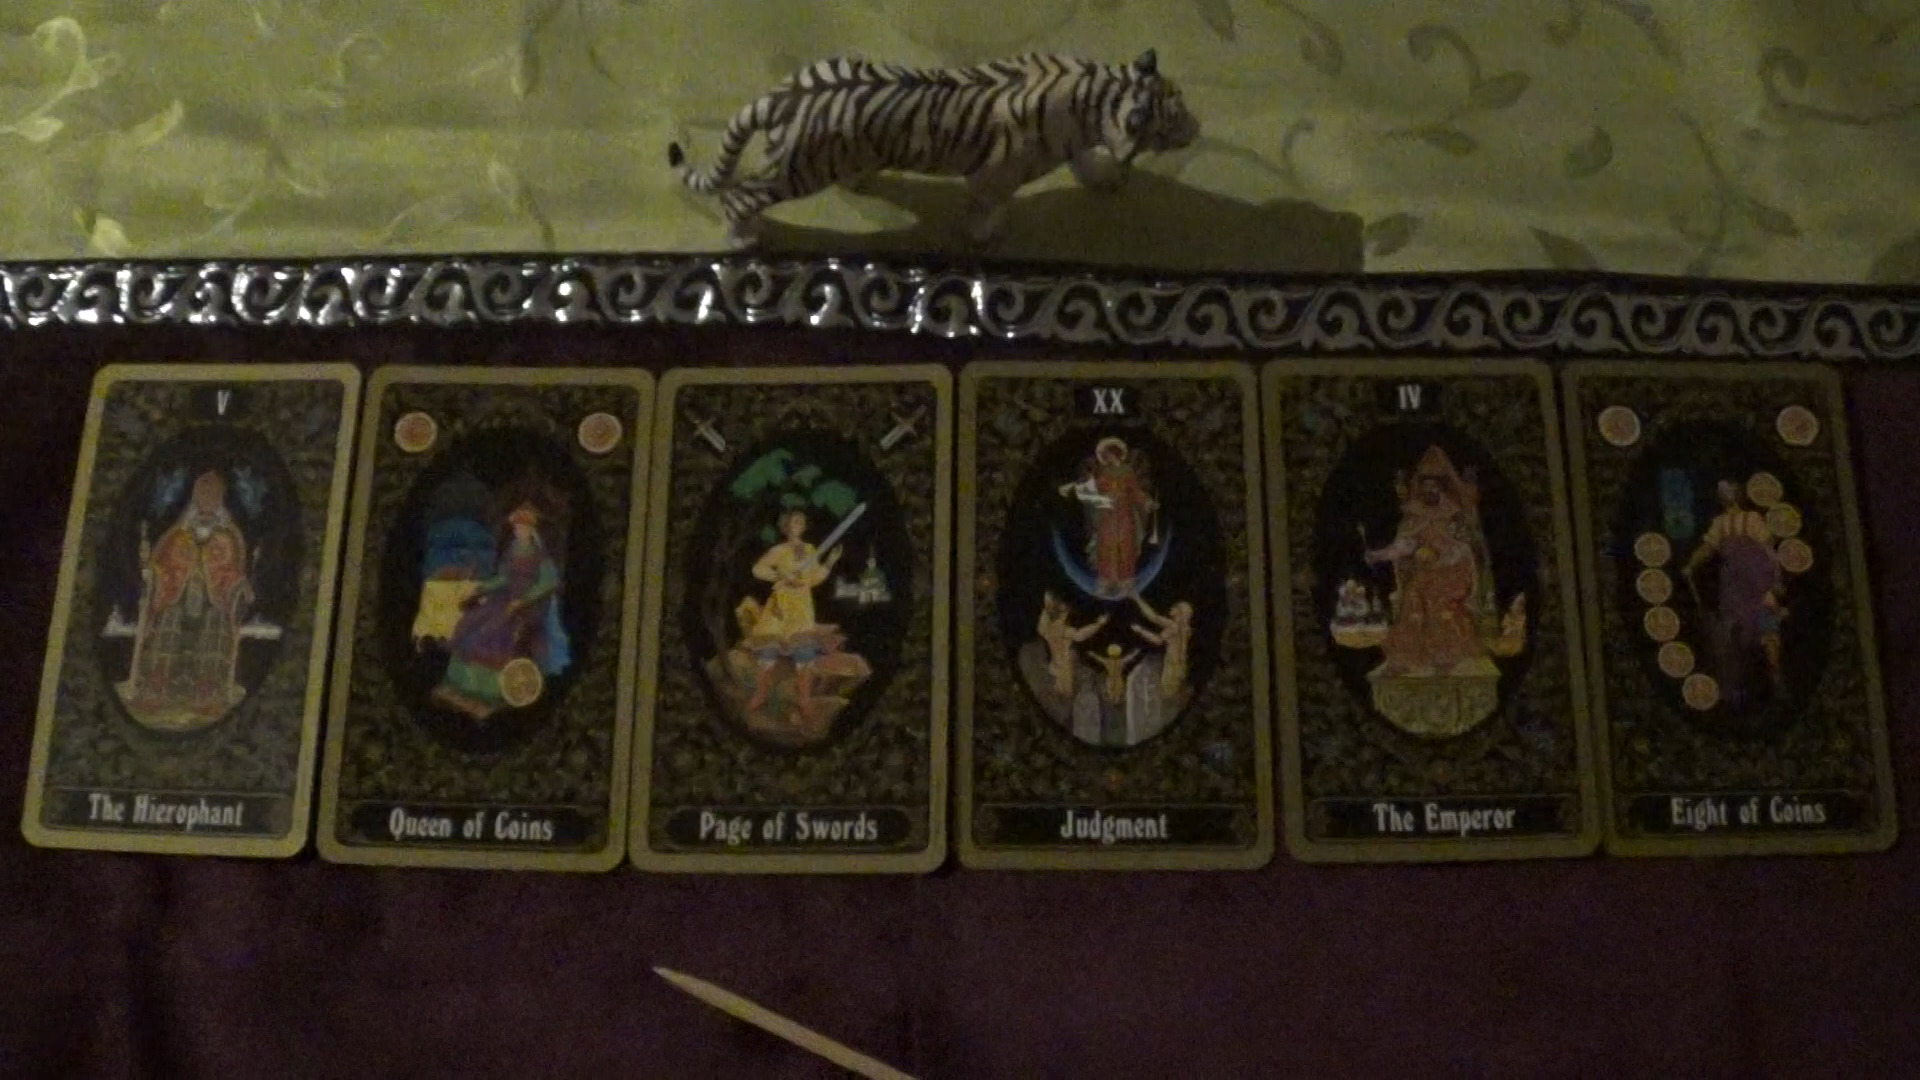 V
The Hierophant
Queen of Coins
Page of Swords
XX
Judgment
IV
The Emperor
Eight of Coins